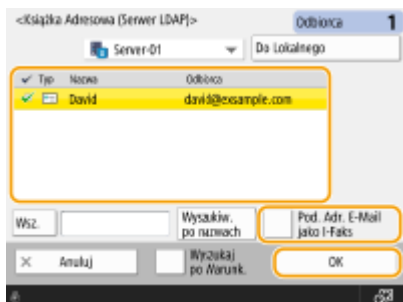 <Książka Adresowa (Serwer LDAP)>
Odbiorca 1
Server-01
Do Lokalnego
Typ Nazwa Odbiorca
David david@exsample.com
Wsz.
Wyszukiw.
po nazwach
Pod. Adr. E-Mail
jako I-Faks
Anuluj
Wyszukaj
po Warunk.
OK